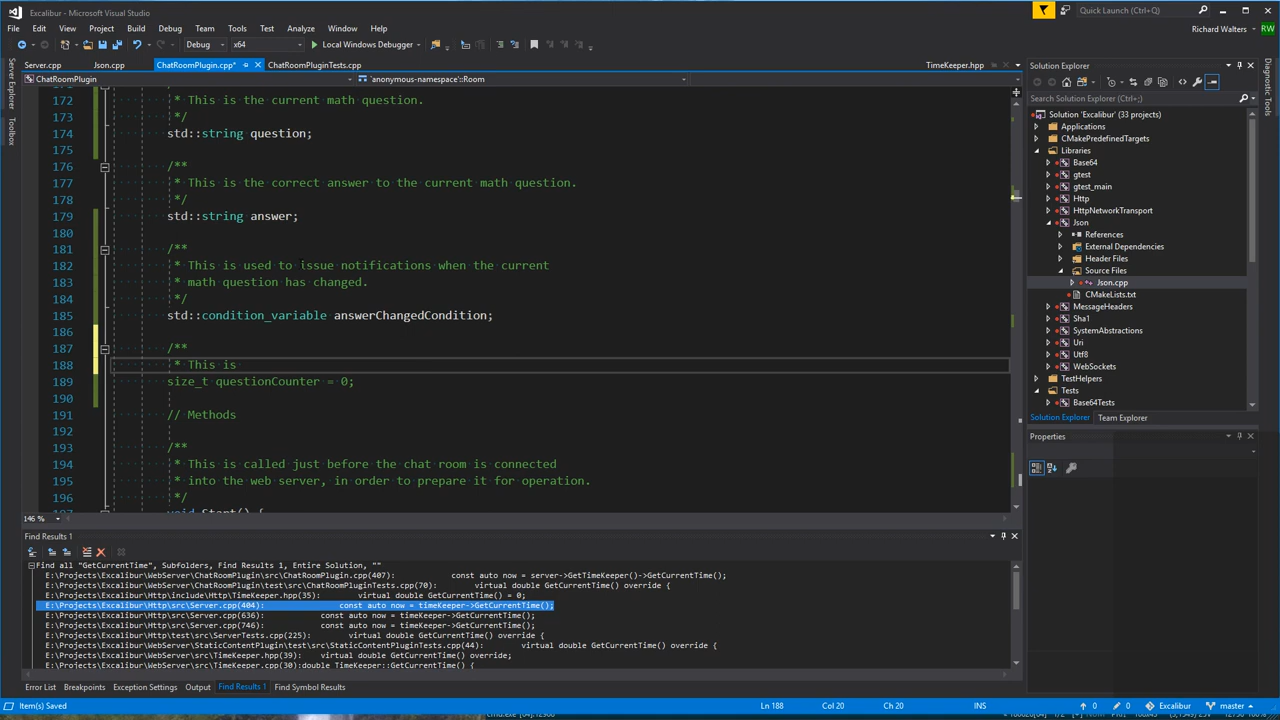 Excalibur - Microsoft Visual Studio
Quick Launch (Ctrl+Q)
File Edit View Project Build Debug Team Tools Test Analyze Window Help
Richard Walters RW
Debug x64 Local Windows Debugger
Server.cpp Json.cpp ChatRoomPlugin.cpp* ChatRoomPluginTests.cpp TimeKeeper.hpp
ChatRoomPlugin `anonymous-namespace'::Room
172 * This is the current math question.
173 */
174 std::string question;
175
176 /**
177 * This is the correct answer to the current math question.
178 */
179 std::string answer;
180
181 /**
182 * This is used to issue notifications when the current
183 * math question has changed.
184 */
185 std::condition_variable answerChangedCondition;
186
187 /**
188 * This is
189 size_t questionCounter = 0;
190
191 // Methods
192
193 /**
194 * This is called just before the chat room is connected
195 * into the web server, in order to prepare it for operation.
196 */
197 void Start() {
146 %
Server Explorer
Toolbox
Solution Explorer
Search Solution Explorer (Ctrl+;)
Solution 'Excalibur' (33 projects)
Applications
CMakePredefinedTargets
Libraries
Base64
gtest
gtest_main
Http
HttpNetworkTransport
Json
References
External Dependencies
Header Files
Source Files
Json.cpp
CMakeLists.txt
MessageHeaders
Sha1
SystemAbstractions
Uri
Utf8
WebSockets
TestHelpers
Tests
Base64Tests
Solution Explorer Team Explorer
Properties
Diagnostic Tools
Find Results 1
Find all "GetCurrentTime", Subfolders, Find Results 1, Entire Solution, ""
E:\Projects\Excalibur\WebServer\ChatRoomPlugin\src\ChatRoomPlugin.cpp(407): const auto now = server->GetTimeKeeper()->GetCurrentTime();
E:\Projects\Excalibur\WebServer\ChatRoomPlugin\test\src\ChatRoomPluginTests.cpp(70): virtual double GetCurrentTime() override {
E:\Projects\Excalibur\Http\include\Http\TimeKeeper.hpp(35): virtual double GetCurrentTime() = 0;
E:\Projects\Excalibur\Http\src\Server.cpp(404): const auto now = timeKeeper->GetCurrentTime();
E:\Projects\Excalibur\Http\src\Server.cpp(636): const auto now = timeKeeper->GetCurrentTime();
E:\Projects\Excalibur\Http\src\Server.cpp(746): const auto now = timeKeeper->GetCurrentTime();
E:\Projects\Excalibur\Http\test\src\ServerTests.cpp(225): virtual double GetCurrentTime() override {
E:\Projects\Excalibur\WebServer\StaticContentPlugin\test\src\StaticContentPluginTests.cpp(44): virtual double GetCurrentTime() override {
E:\Projects\Excalibur\WebServer\src\TimeKeeper.hpp(39): virtual double GetCurrentTime() override;
E:\Projects\Excalibur\WebServer\src\TimeKeeper.cpp(30):double TimeKeeper::GetCurrentTime() {
Error List Breakpoints Exception Settings Output Find Results 1 Find Symbol Results
Item(s) Saved Ln 188 Col 20 Ch 20 INS 0 0 Excalibur master